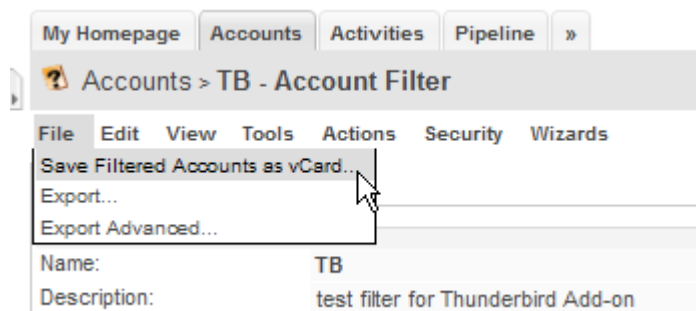 My Homepage Accounts Activities Pipeline »
Accounts > TB - Account Filter
File Edit View Tools Actions Security Wizards
Save Filtered Accounts as vCard...
Export...
Export Advanced...
Name: TB
Description: test filter for Thunderbird Add-on